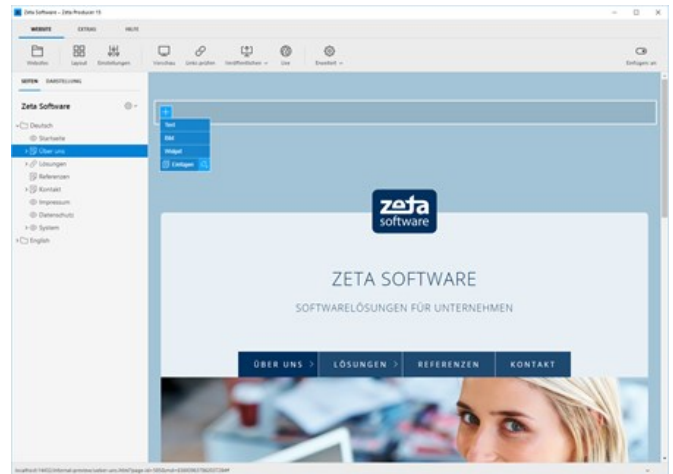 Zeta Software – Zeta Producer 15
WEBSITE EXTRAS HILFE
Websites Layout Einstellungen Vorschau Links prüfen Veröffentlichen Live Erweitert Einfügen an
SEITEN DARSTELLUNG
Zeta Software
Deutsch
Startseite
Über uns
Lösungen
Referenzen
Kontakt
Impressum
Datenschutz
System
English
Text
Bild
Widget
Einfügen
zeta
software
ZETA SOFTWARE
SOFTWARELÖSUNGEN FÜR UNTERNEHMEN
ÜBER UNS > LÖSUNGEN > REFERENZEN KONTAKT